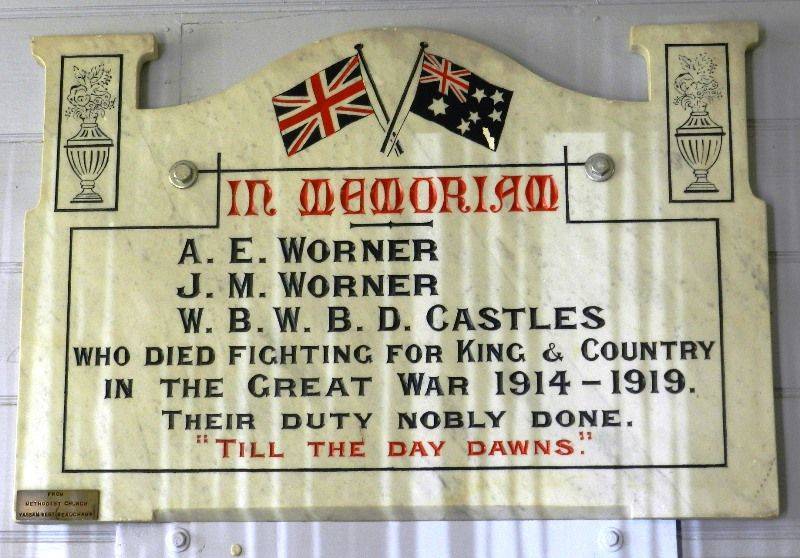 IN MEMORIAM
A. E. WORNER
J. M. WORNER
W. B. W. B. D. CASTLES
WHO DIED FIGHTING FOR KING & COUNTRY
IN THE GREAT WAR 1914-1919.
THEIR DUTY NOBLY DONE.
"TILL THE DAY DAWNS."
FROM
METHODIST CHURCH